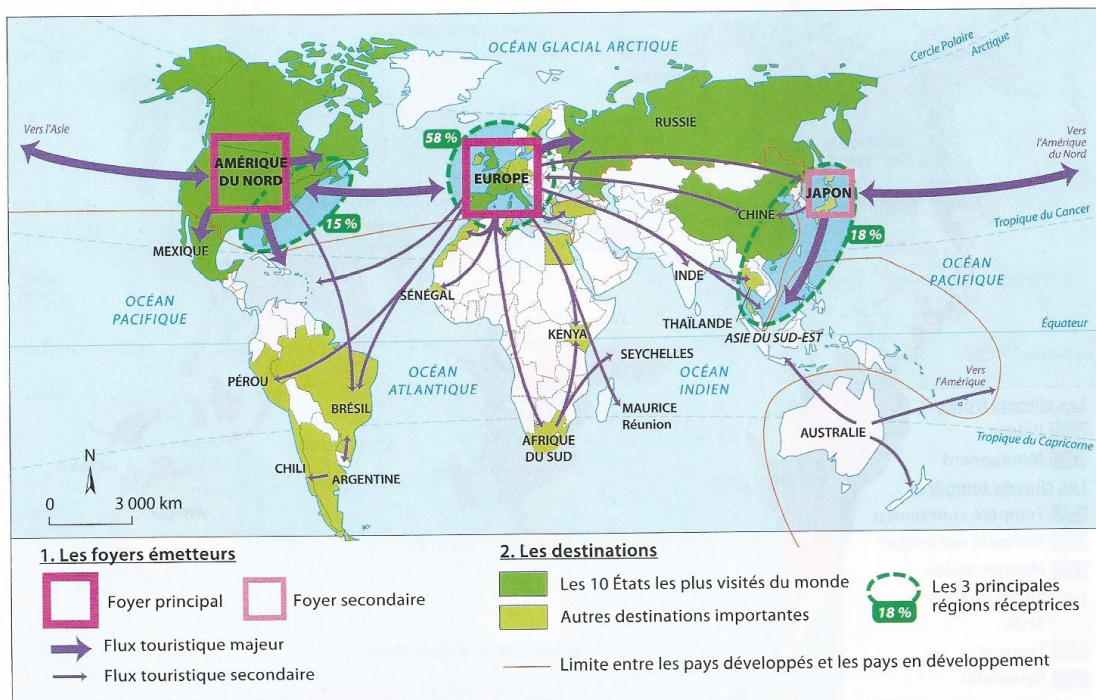 OCÉAN GLACIAL ARCTIQUE
Cercle Polaire
Arctique
RUSSIE
Vers l'Asie
58 %
Vers
l'Amérique
du Nord
AMÉRIQUE
DU NORD
EUROPE
JAPON
CHINE
15 %
Tropique du Cancer
18 %
MEXIQUE
INDE
OCÉAN
PACIFIQUE
SÉNÉGAL
OCÉAN
PACIFIQUE
THAÏLANDE
KENYA
ASIE DU SUD-EST
Équateur
SEYCHELLES
OCÉAN
ATLANTIQUE
OCÉAN
INDIEN
PÉROU
Vers
l'Amérique
BRÉSIL
MAURICE
Réunion
AUSTRALIE
AFRIQUE
DU SUD
Tropique du Capricorne
N
CHILI
ARGENTINE
0 3 000 km
1. Les foyers émetteurs
Foyer principal
Foyer secondaire
Flux touristique majeur
Flux touristique secondaire
2. Les destinations
Les 10 États les plus visités du monde
Autres destinations importantes
18 %
Les 3 principales
régions réceptrices
Limite entre les pays développés et les pays en développement